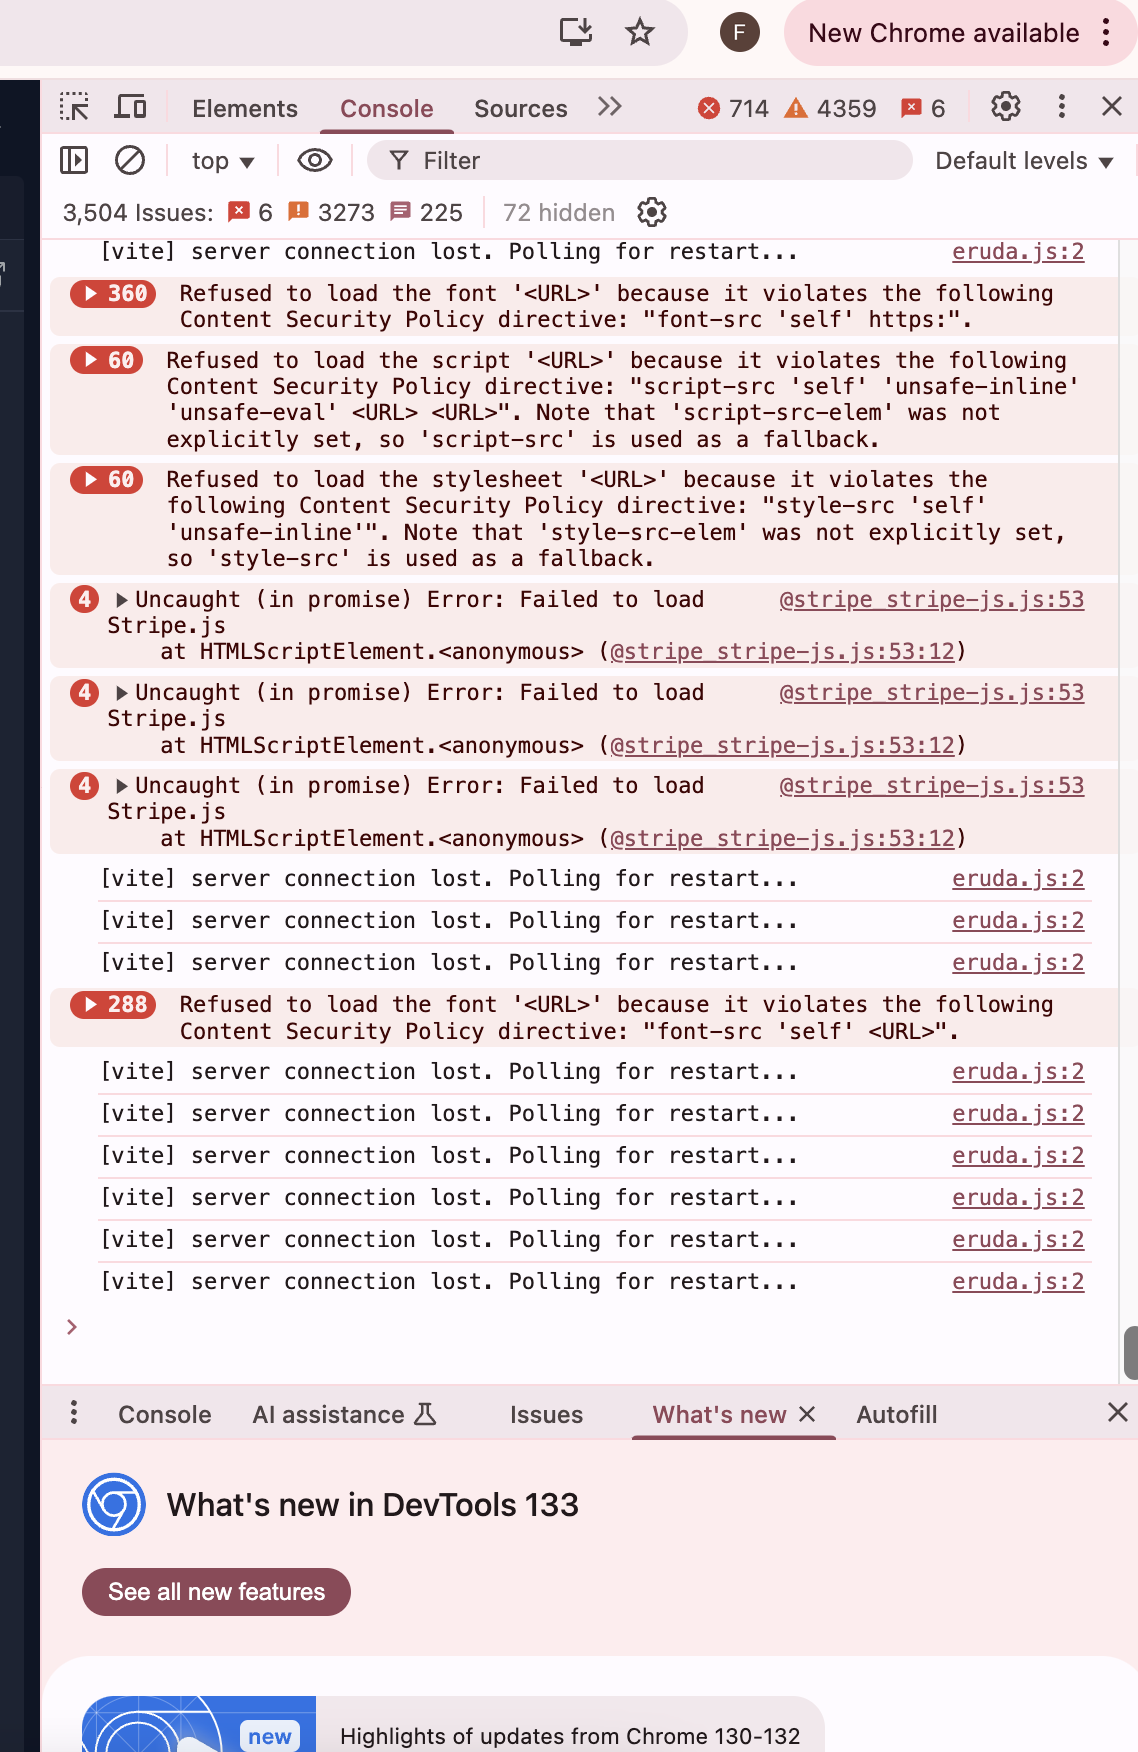 F
New Chrome available
Elements Console Sources 714 4359 6
top Filter Default levels
3,504 Issues: 6 3273 225 72 hidden
[vite] server connection lost. Polling for restart... eruda.js:2
360 Refused to load the font '<URL>' because it violates the following
Content Security Policy directive: "font-src 'self' https:".
60 Refused to load the script '<URL>' because it violates the following
Content Security Policy directive: "script-src 'self' 'unsafe-inline'
'unsafe-eval' <URL> <URL>". Note that 'script-src-elem' was not
explicitly set, so 'script-src' is used as a fallback.
60 Refused to load the stylesheet '<URL>' because it violates the
following Content Security Policy directive: "style-src 'self'
'unsafe-inline'". Note that 'style-src-elem' was not explicitly set,
so 'style-src' is used as a fallback.
4 Uncaught (in promise) Error: Failed to load @stripe_stripe-js.js:53
Stripe.js
at HTMLScriptElement.<anonymous> (@stripe_stripe-js.js:53:12)
4 Uncaught (in promise) Error: Failed to load @stripe_stripe-js.js:53
Stripe.js
at HTMLScriptElement.<anonymous> (@stripe_stripe-js.js:53:12)
4 Uncaught (in promise) Error: Failed to load @stripe_stripe-js.js:53
Stripe.js
at HTMLScriptElement.<anonymous> (@stripe_stripe-js.js:53:12)
[vite] server connection lost. Polling for restart... eruda.js:2
[vite] server connection lost. Polling for restart... eruda.js:2
[vite] server connection lost. Polling for restart... eruda.js:2
288 Refused to load the font '<URL>' because it violates the following
Content Security Policy directive: "font-src 'self' <URL>".
[vite] server connection lost. Polling for restart... eruda.js:2
[vite] server connection lost. Polling for restart... eruda.js:2
[vite] server connection lost. Polling for restart... eruda.js:2
[vite] server connection lost. Polling for restart... eruda.js:2
[vite] server connection lost. Polling for restart... eruda.js:2
[vite] server connection lost. Polling for restart... eruda.js:2
Console AI assistance Issues What's new Autofill
What's new in DevTools 133
See all new features
new
Highlights of updates from Chrome 130-132